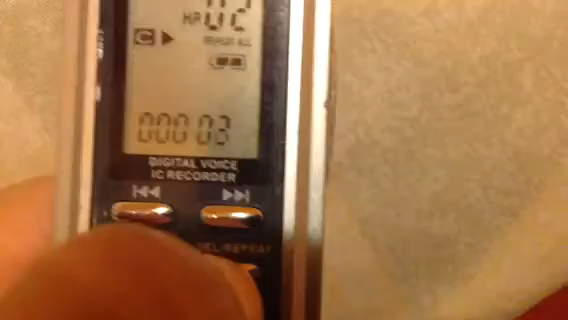 HP 02
C
REPEAT ALL
000 03
DIGITAL VOICE
IC RECORDER
DEL/REPEAT